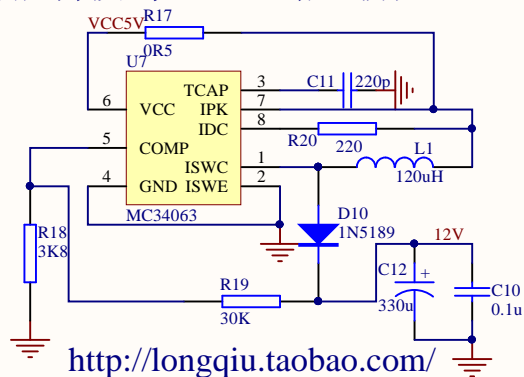 VCC5V
R17
0R5
U7
TCAP 3
C11 220p
6 VCC
IPK 7
IDC 8
R20
220
5 COMP
ISWC 1
L1
120uH
4 GND ISWE 2
MC34063
R18
3K8
D10
1N5189
12V
R19
30K
C12
+
330u
C10
0.1u
http://longqiu.taobao.com/